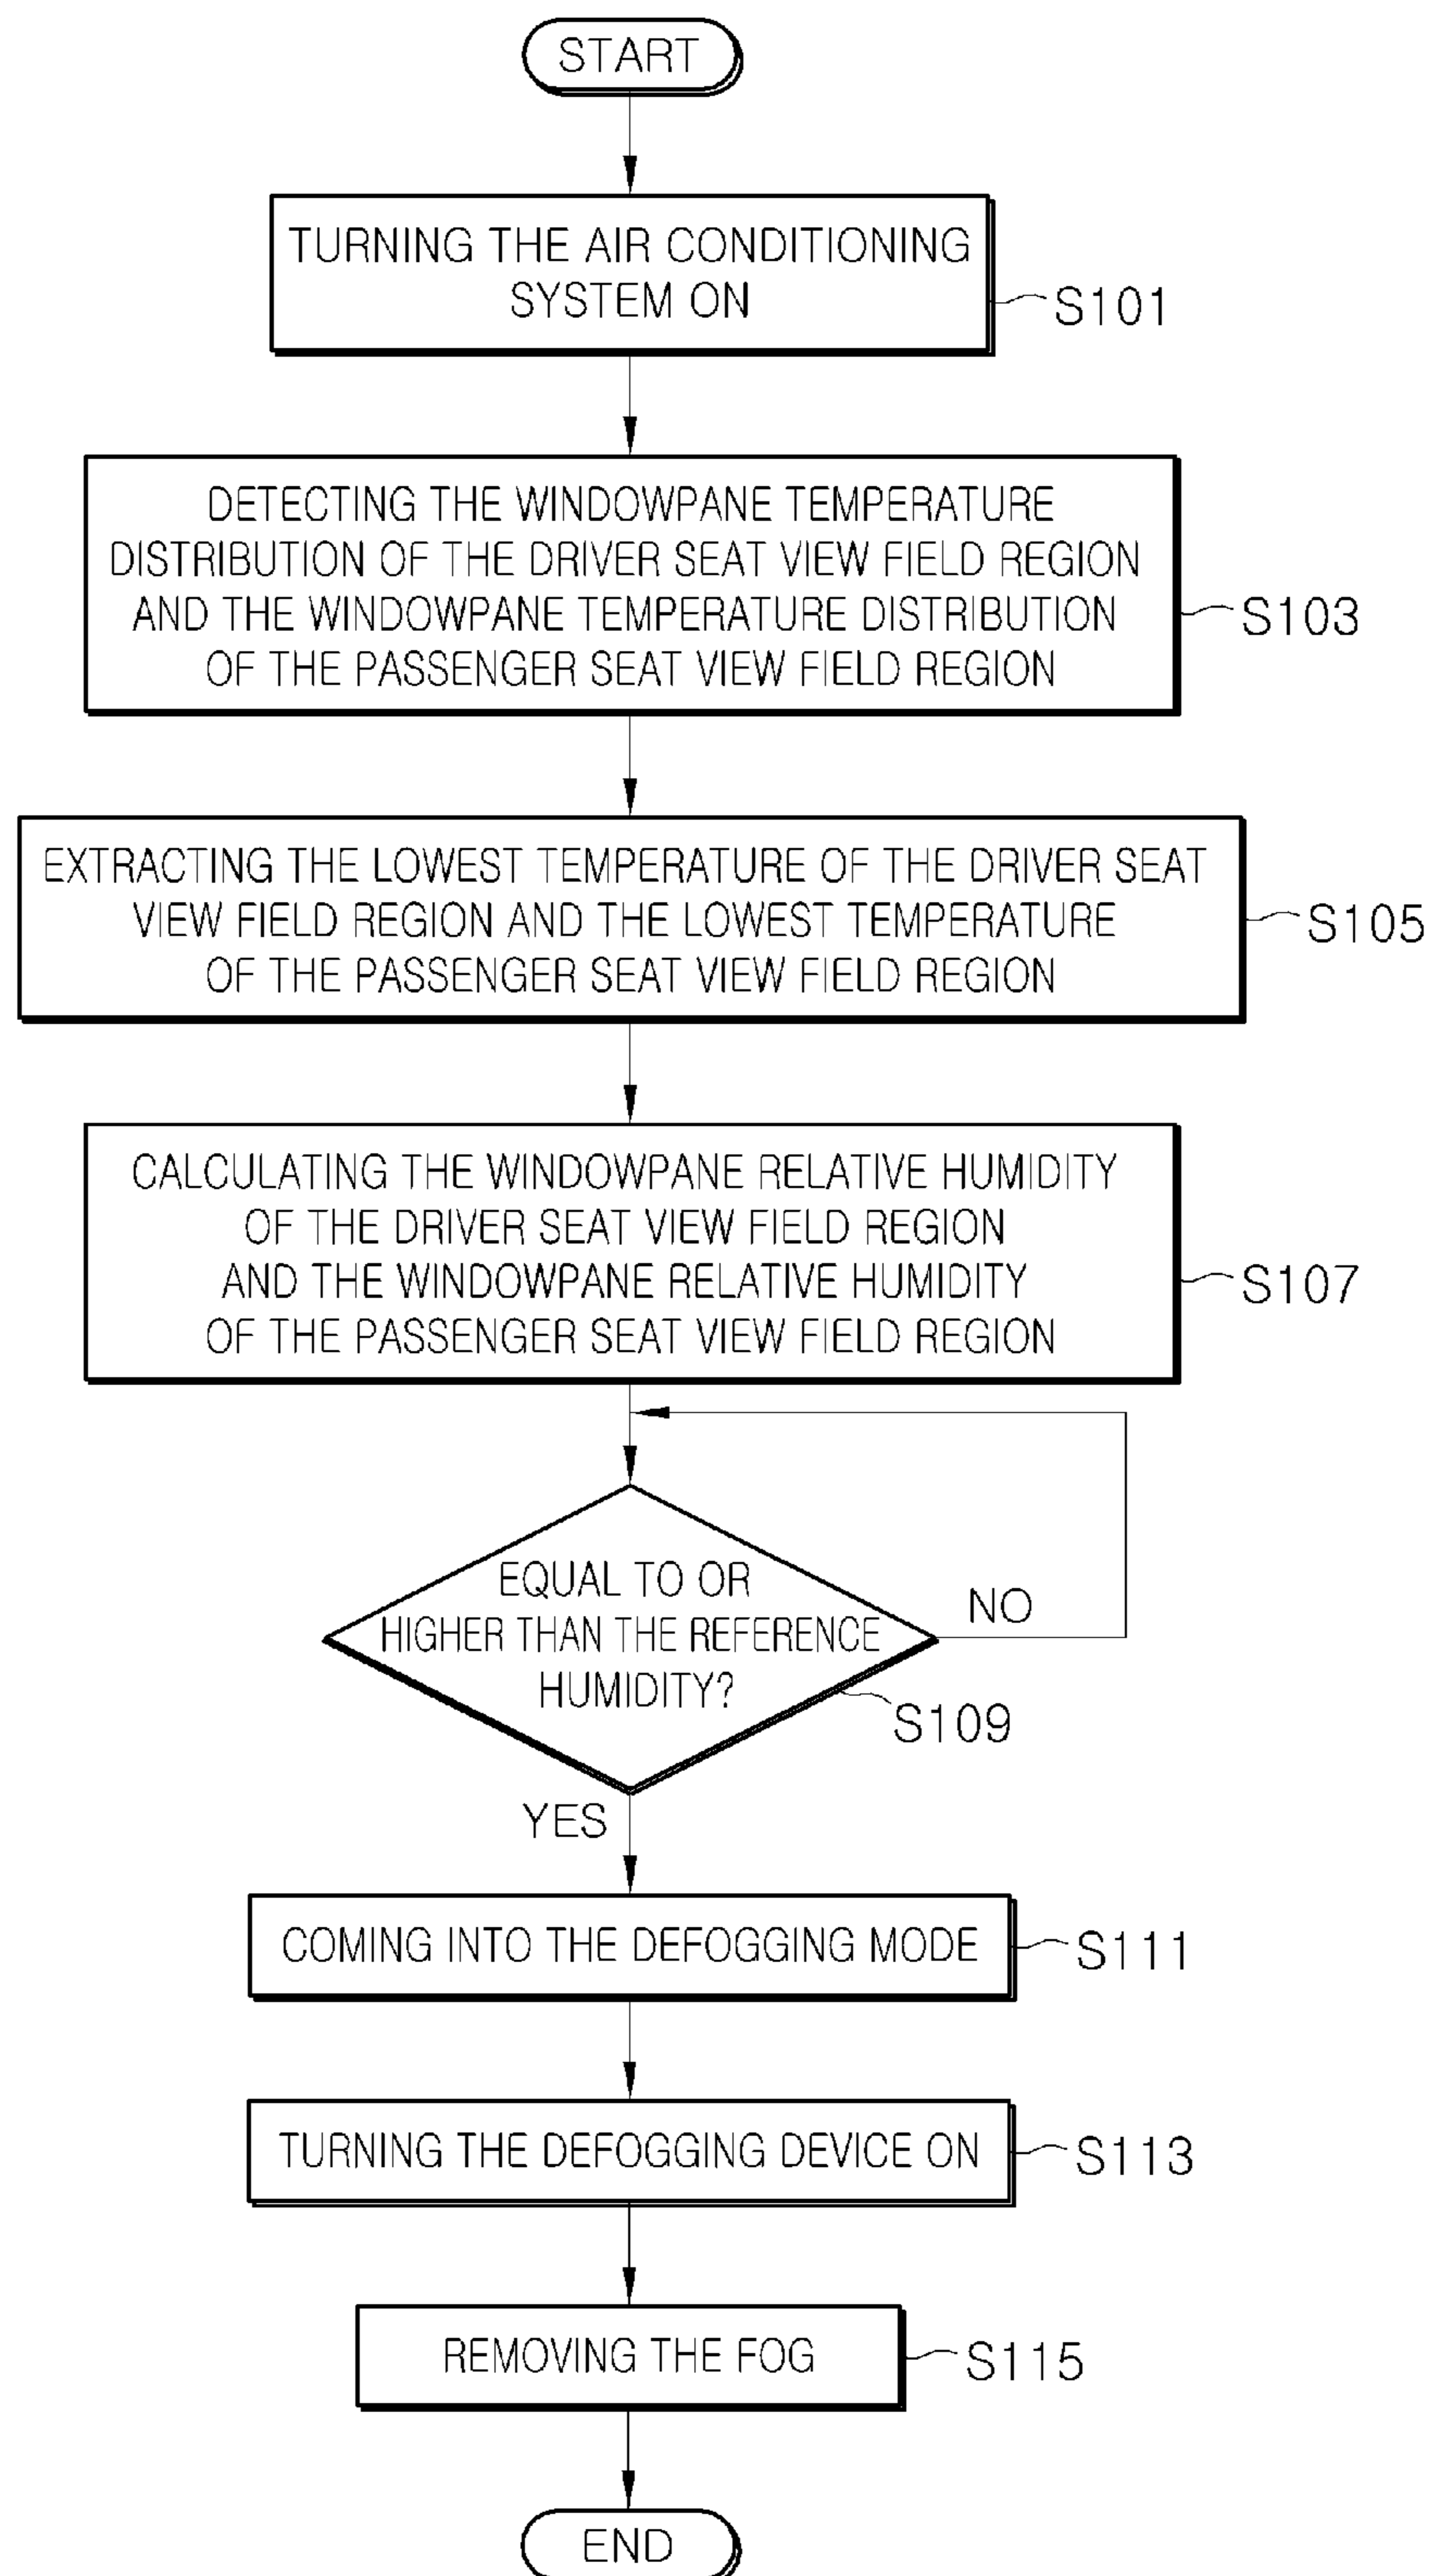 START
TURNING THE AIR CONDITIONING
SYSTEM ON
S101
DETECTING THE WINDOWPANE TEMPERATURE
DISTRIBUTION OF THE DRIVER SEAT VIEW FIELD REGION
AND THE WINDOWPANE TEMPERATURE DISTRIBUTION
OF THE PASSENGER SEAT VIEW FIELD REGION
S103
EXTRACTING THE LOWEST TEMPERATURE OF THE DRIVER SEAT
VIEW FIELD REGION AND THE LOWEST TEMPERATURE
OF THE PASSENGER SEAT VIEW FIELD REGION
S105
CALCULATING THE WINDOWPANE RELATIVE HUMIDITY
OF THE DRIVER SEAT VIEW FIELD REGION
AND THE WINDOWPANE RELATIVE HUMIDITY
OF THE PASSENGER SEAT VIEW FIELD REGION
S107
EQUAL TO OR
HIGHER THAN THE REFERENCE
HUMIDITY?
NO
S109
YES
COMING INTO THE DEFOGGING MODE
S111
TURNING THE DEFOGGING DEVICE ON
S113
REMOVING THE FOG
S115
END